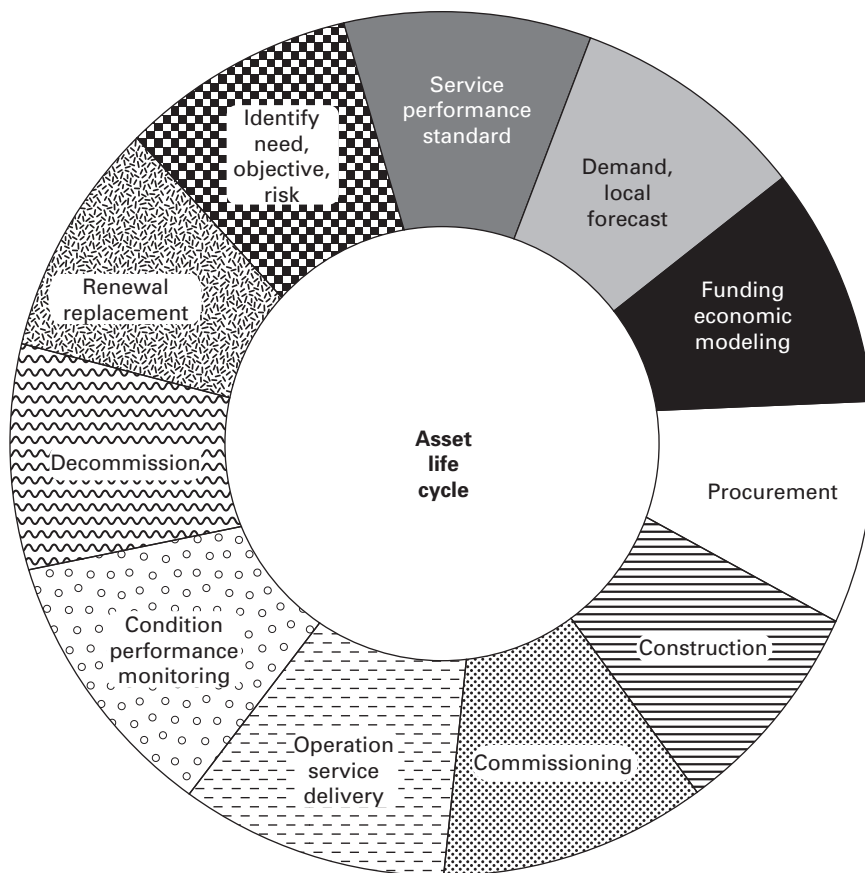 Service
performance
standard
Demand,
local
forecast
Funding
economic
modeling
Procurement
Construction
Commissioning
Operation
service
delivery
Condition
performance
monitoring
Decommission
Renewal
replacement
Identify
need,
objective,
risk
Asset
life
cycle